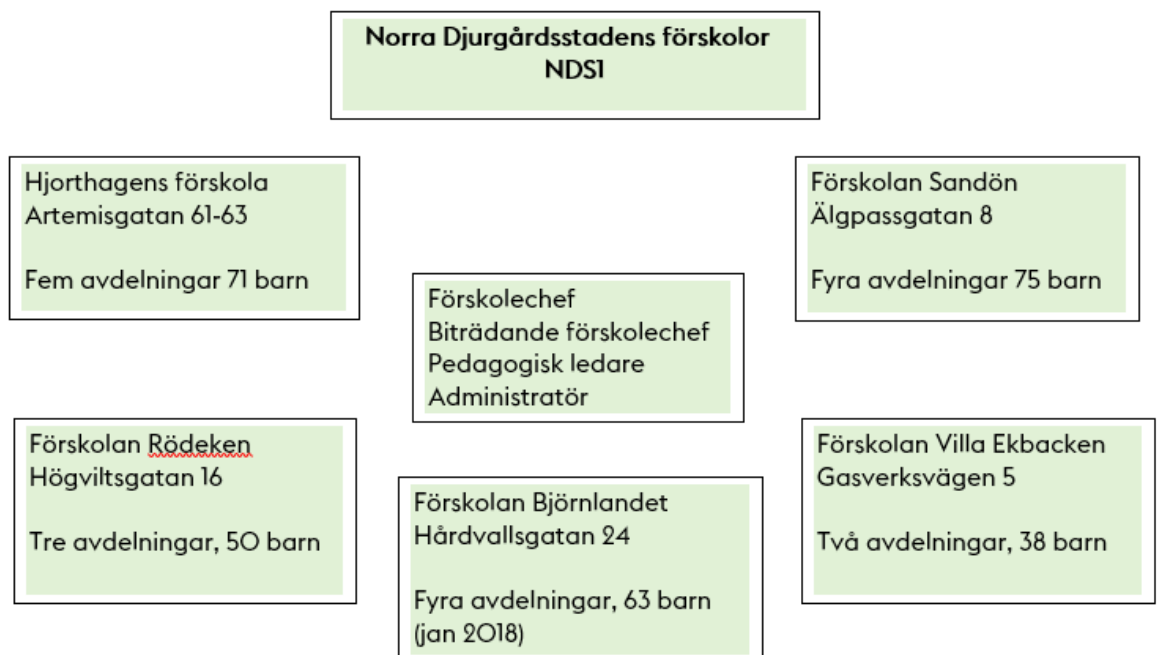 Norra Djurgårdsstadens förskolor
NDS1
Hjorthagens förskola
Artemisgatan 61-63
Fem avdelningar 71 barn
Förskolan Sandön
Älgpassgatan 8
Fyra avdelningar 75 barn
Förskolechef
Biträdande förskolechef
Pedagogisk ledare
Administratör
Förskolan Rödeken
Högviltsgatan 16
Tre avdelningar, 50 barn
Förskolan Björnlandet
Hårdvallsgatan 24
Fyra avdelningar, 63 barn
(jan 2018)
Förskolan Villa Ekbacken
Gasverksvägen 5
Två avdelningar, 38 barn